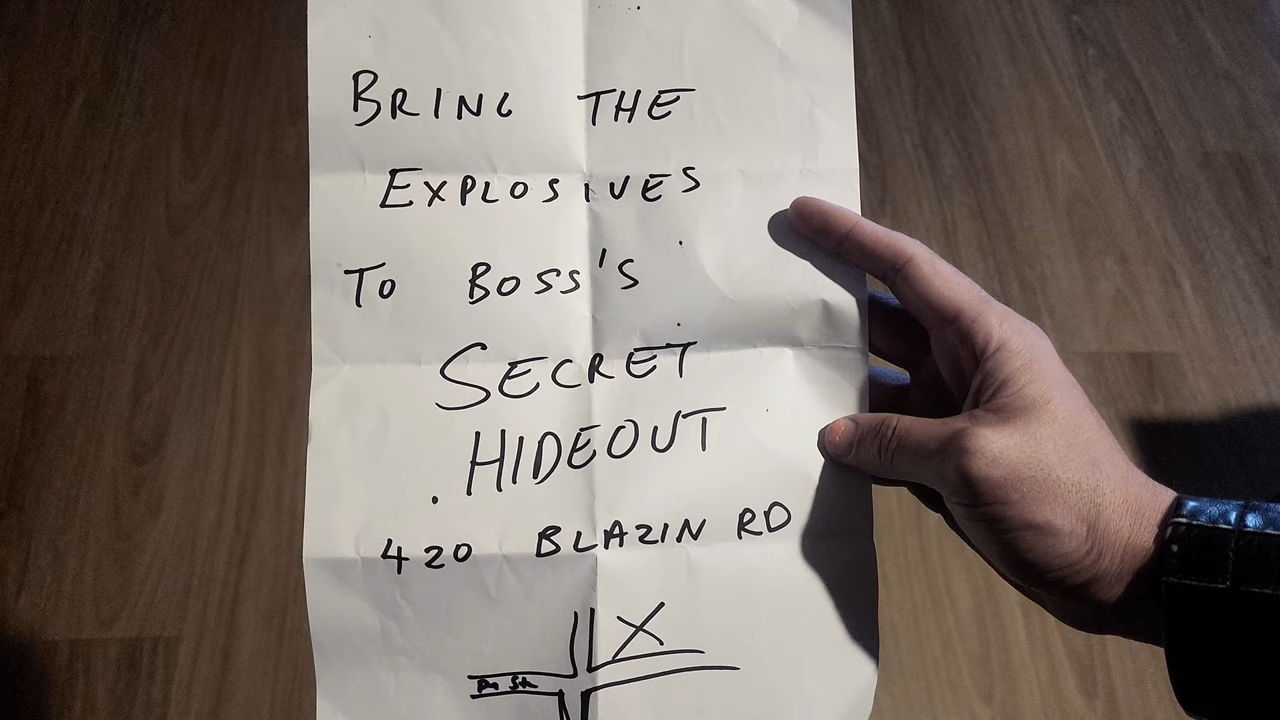 BRING THE
EXPLOSIVES
TO BOSS'S
SECRET
HIDEOUT
420 BLAZIN RD
X